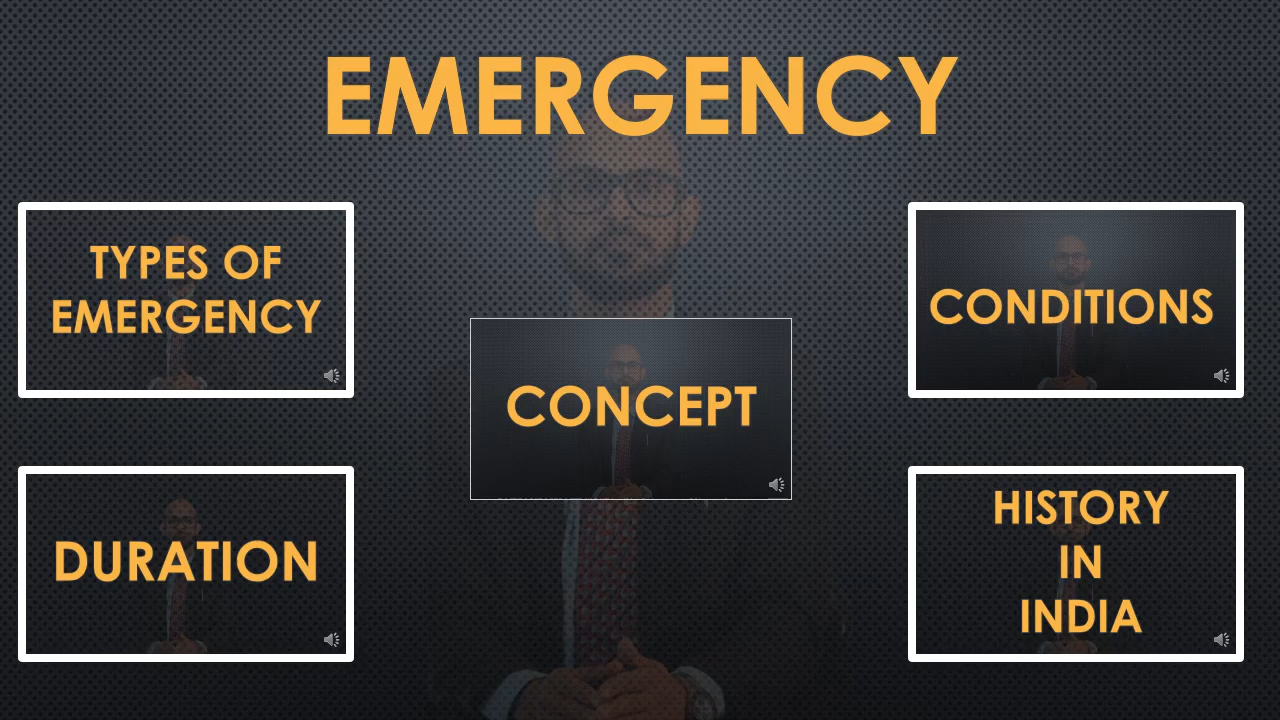 EMERGENCY
TYPES OF
EMERGENCY
CONDITIONS
CONCEPT
DURATION
HISTORY
IN
INDIA